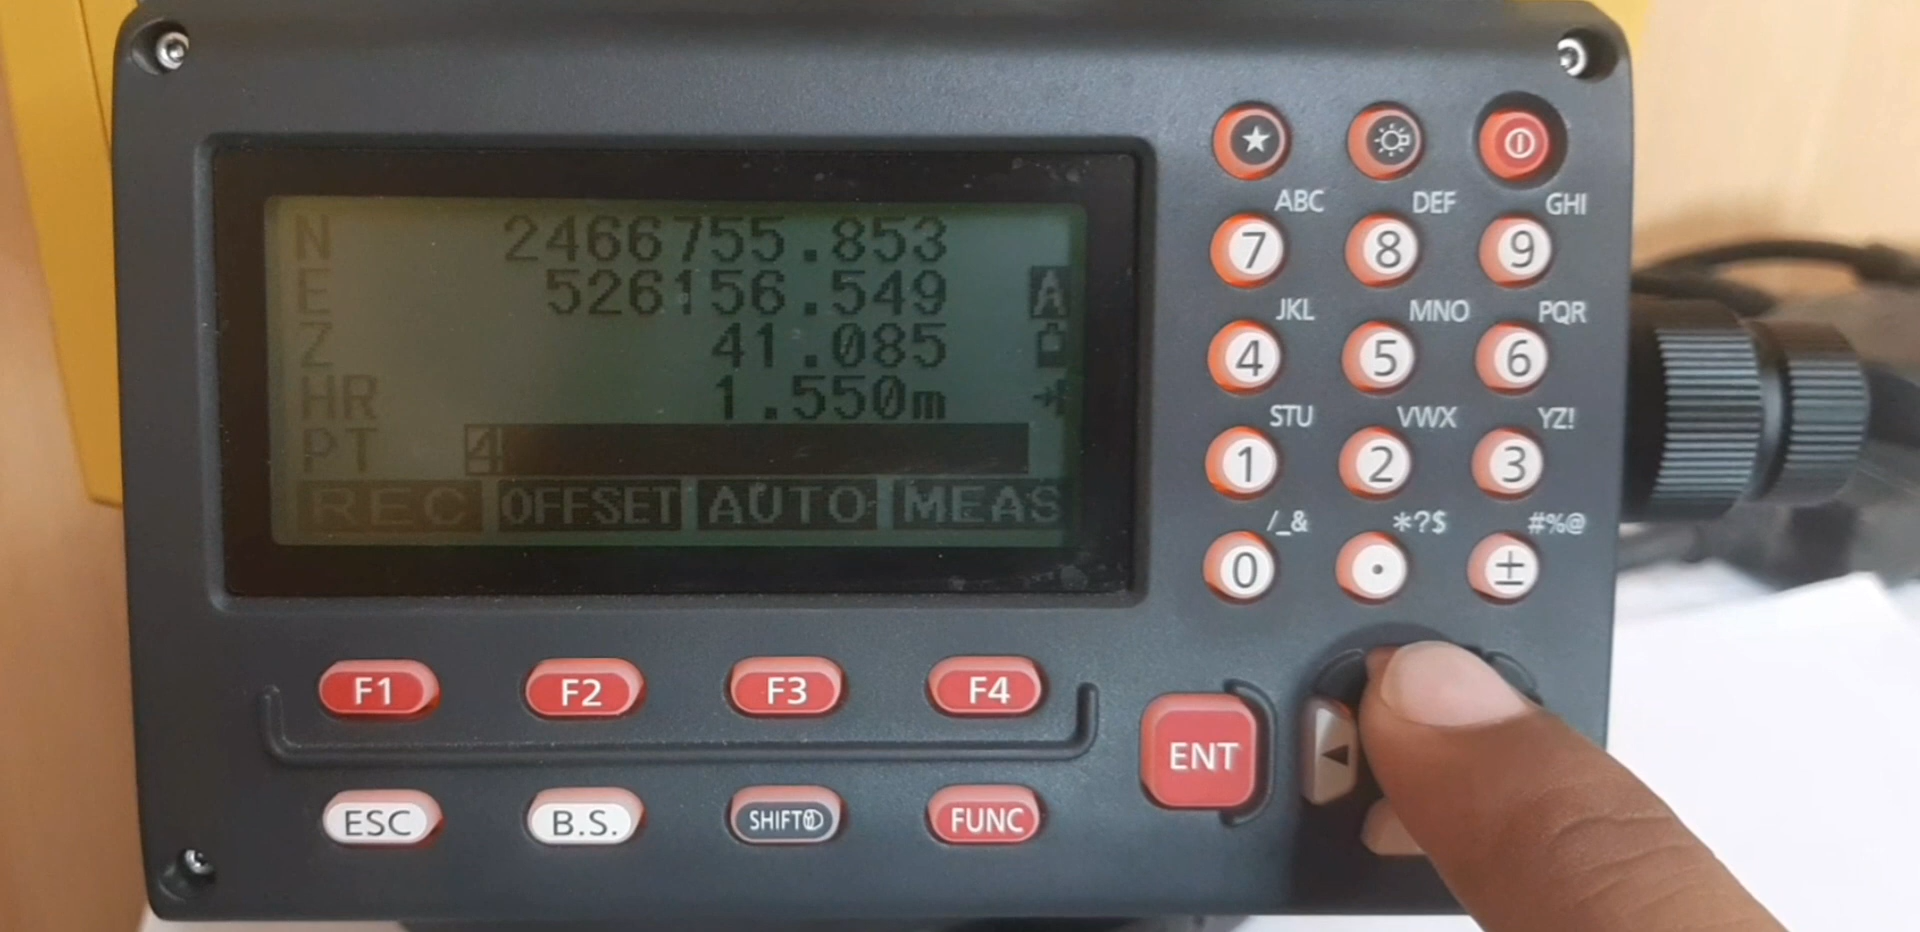 N 2466755.853
E 526156.549 A
Z 41.085
HR 1.550m
PT 4
REC OFFSET AUTO MEAS
ABC DEF GHI
7 8 9
JKL MNO PQR
4 5 6
STU VWX YZ!
1 2 3
/_& *?$ #%@
0 . ±
F1 F2 F3 F4
ENT
ESC B.S. SHIFT FUNC